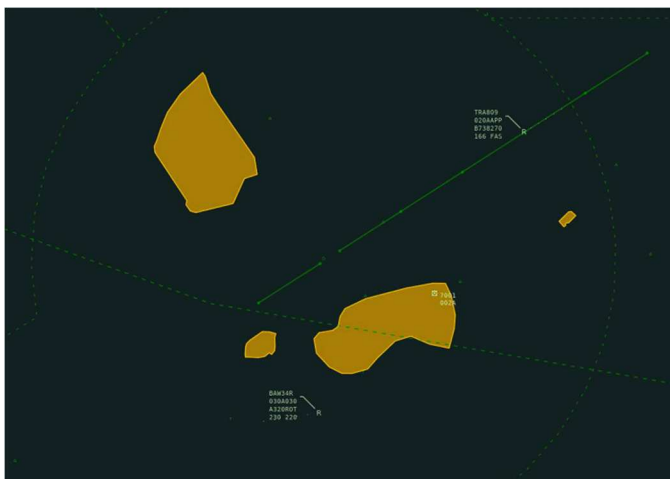 TRA809
020AAPP
B738270
166 FAS
7001
002A
BAW34R
030A030
A320ROT
230 220
R
R